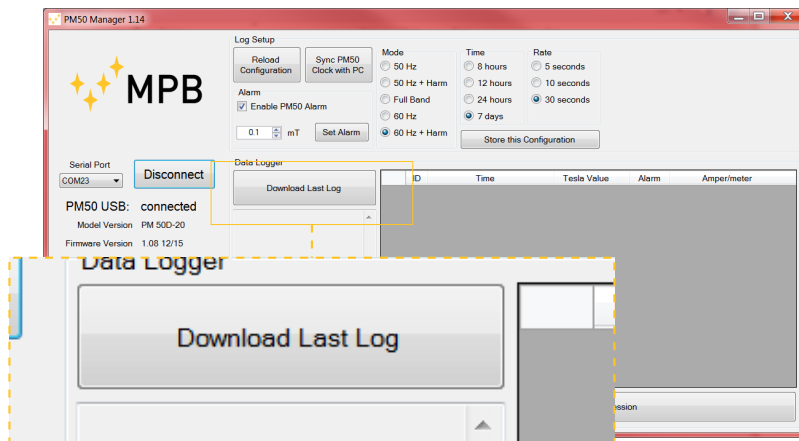 PM50 Manager 1.14
MPB
Log Setup
Reload Configuration
Sync PM50 Clock with PC
Alarm
Enable PM50 Alarm
0.1 mT Set Alarm
Mode
50 Hz
50 Hz + Harm
Full Band
60 Hz
60 Hz + Harm
Time
8 hours
12 hours
24 hours
7 days
Rate
5 seconds
10 seconds
30 seconds
Store this Configuration
Serial Port
COM23
Disconnect
PM50 USB: connected
Model Version PM 50D-20
Firmware Version 1.08 12/15
Data Logger
Download Last Log
ID Time Tesla Value Alarm Amper/meter
Data Logger
Download Last Log